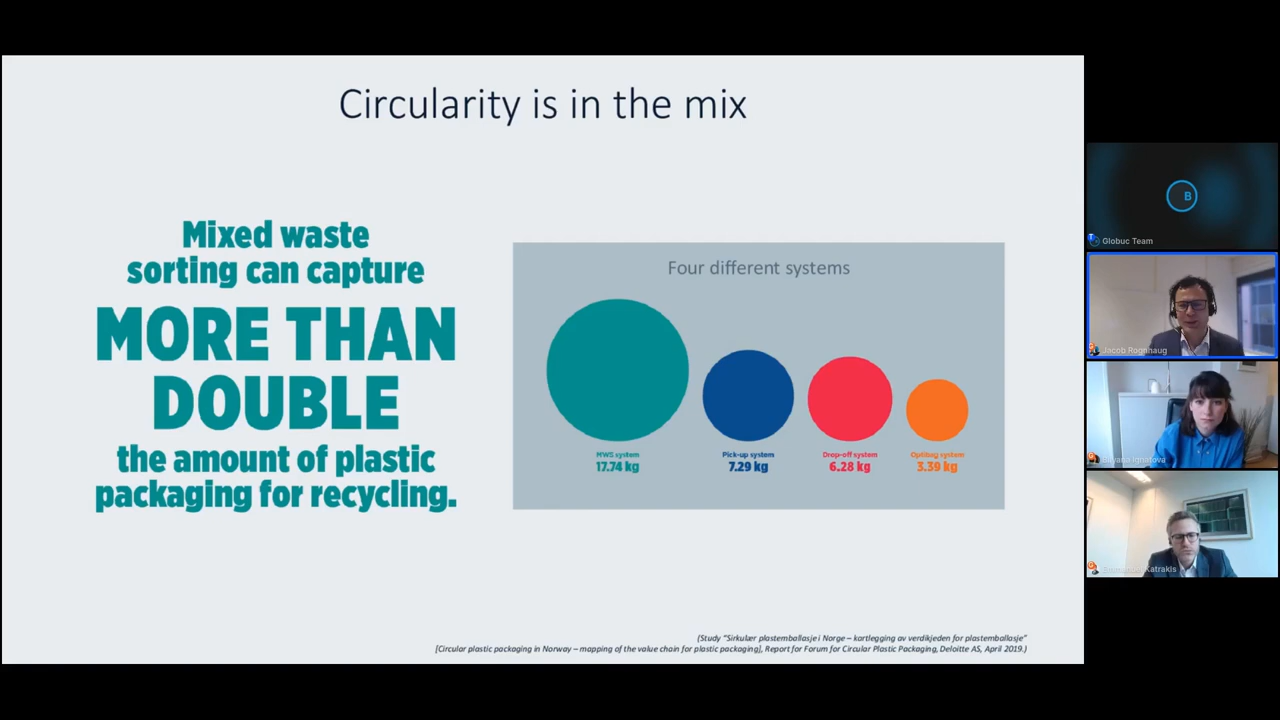 Circularity is in the mix
Mixed waste
sorting can capture
MORE THAN
DOUBLE
the amount of plastic
packaging for recycling.
Four different systems
MWS system
17.74 kg
Pick-up system
7.29 kg
Drop-off system
6.28 kg
Optibag system
3.39 kg
(Study “Sirkulær plastemballasje i Norge – kartlegging av verdikjeden for plastemballasje”
[Circular plastic packaging in Norway – mapping of the value chain for plastic packaging], Report for Forum for Circular Plastic Packaging, Deloitte AS, April 2019.)
B
Globuc Team
Jacob Rognhaug
Ignatova
Katrakis